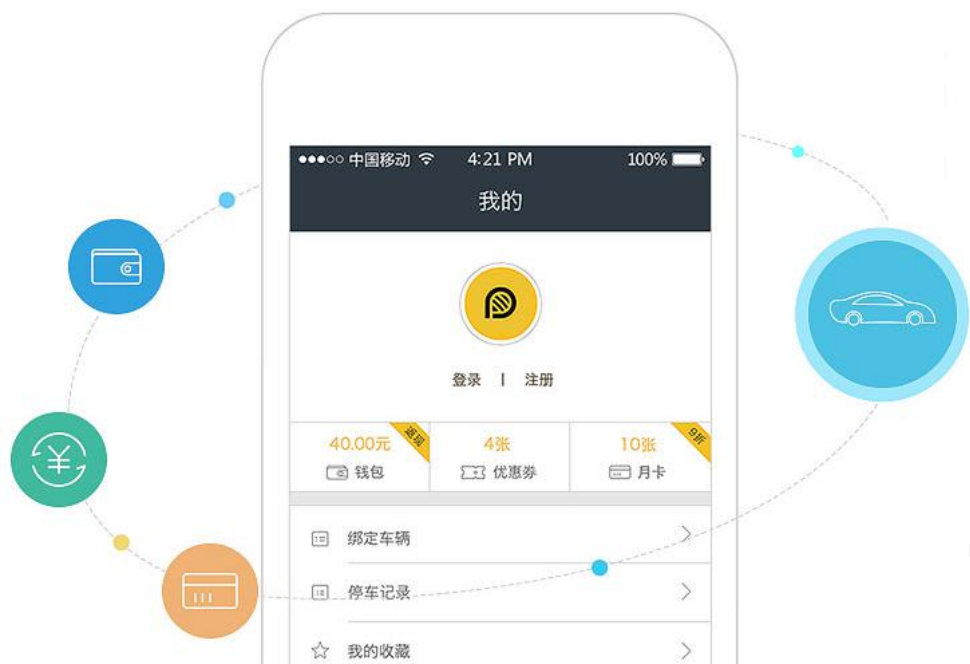 中国移动 4:21 PM 100%
我的
登录 | 注册
40.00元 返现 4张 10张 9折
钱包 优惠券 月卡
绑定车辆
停车记录
我的收藏